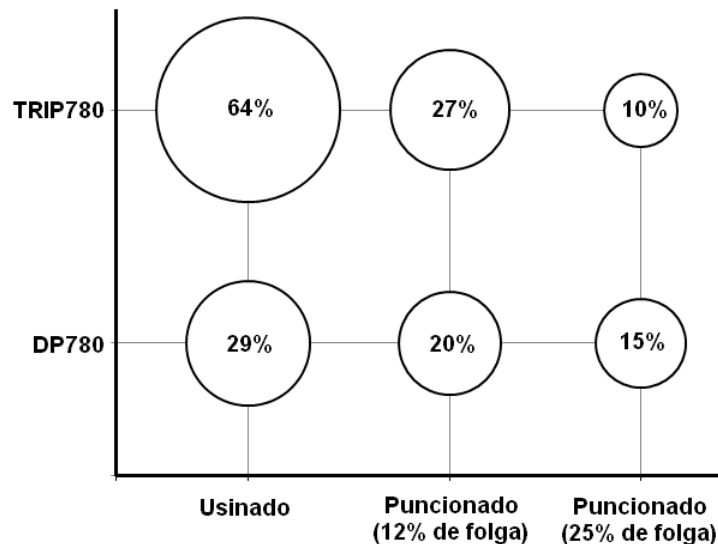 TRIP780
64%
27%
10%
DP780
29%
20%
15%
Usinado
Puncionado
(12% de folga)
Puncionado
(25% de folga)